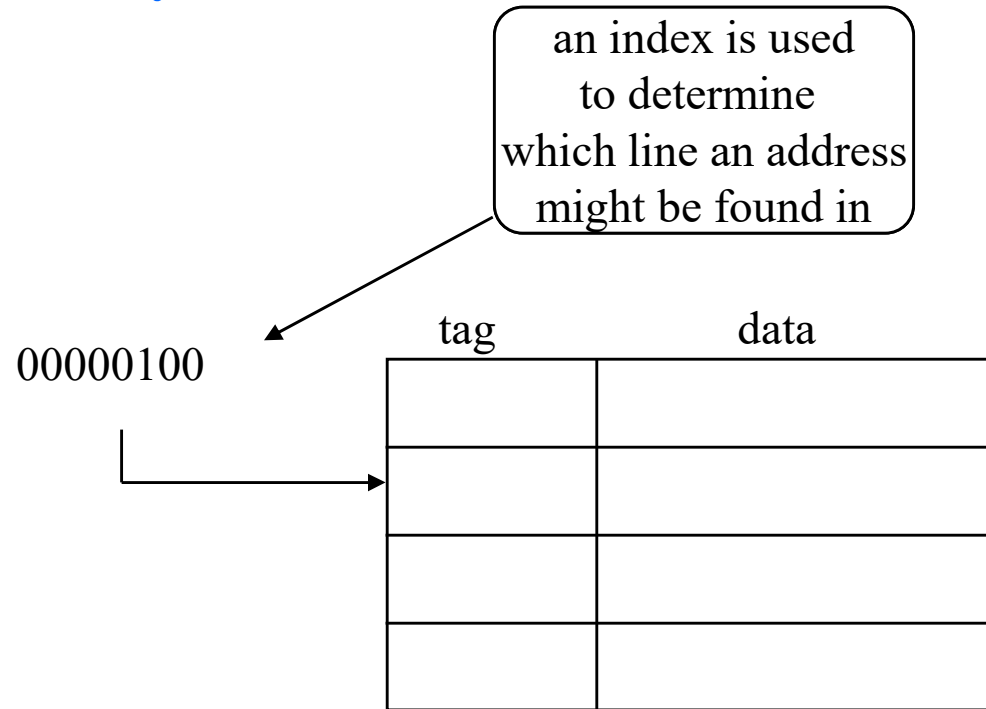 an index is used
to determine
which line an address
might be found in
00000100
tag data